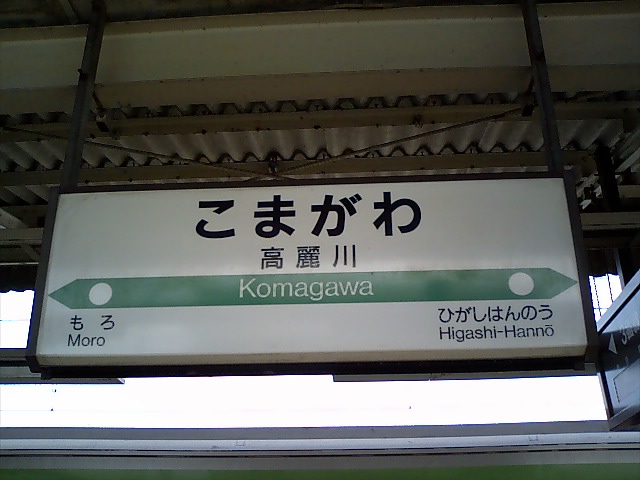 こまがわ
高麗川
Komagawa
もろ
Moro
ひがしはんのう
Higashi-Hannō